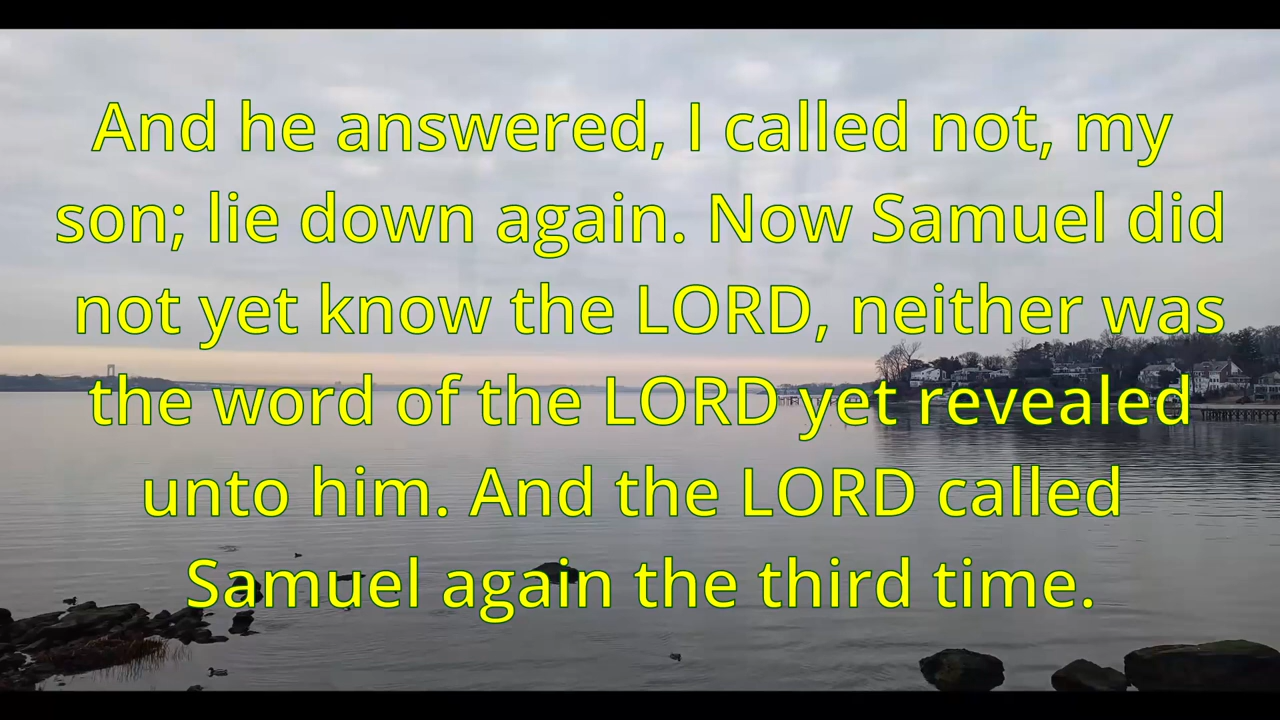 And he answered, I called not, my
son; lie down again. Now Samuel did
not yet know the LORD, neither was
the word of the LORD yet revealed
unto him. And the LORD called
Samuel again the third time.